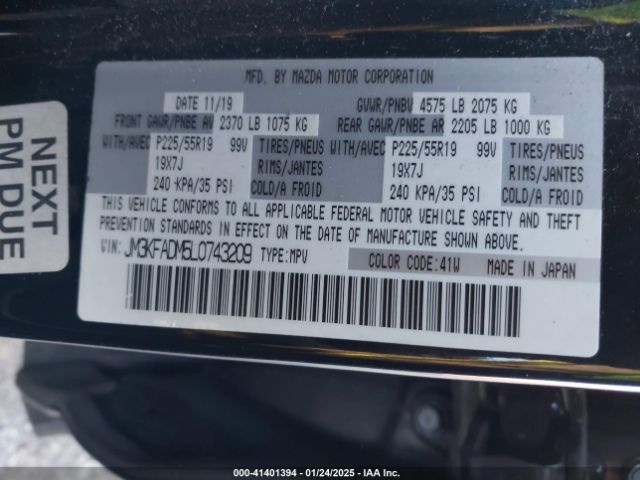 MFD. BY MAZDA MOTOR CORPORATION
DATE 11/19 GVWR/PNBV 4575 LB 2075 KG
FRONT GAWR/PNBE AV 2370 LB 1075 KG REAR GAWR/PNBE AR 2205 LB 1000 KG
WITH/AVEC P225/55R19 99V TIRES/PNEUS WITH/AVEC P225/55R19 99V TIRES/PNEUS
19X7J RIMS/JANTES 19X7J RIMS/JANTES
240 KPA/35 PSI COLD/A FROID 240 KPA/35 PSI COLD/A FROID
THIS VEHICLE CONFORMS TO ALL APPLICABLE FEDERAL MOTOR VEHICLE SAFETY AND THEFT
PREVENTION STANDARDS IN EFFECT ON THE DATE OF MANUFACTURE SHOWN ABOVE.
VIN: JM3KFADM5L0743209 TYPE:MPV COLOR CODE:41W MADE IN JAPAN
NEXT
PM DUE
000-41401394 - 01/24/2025 - IAA Inc.